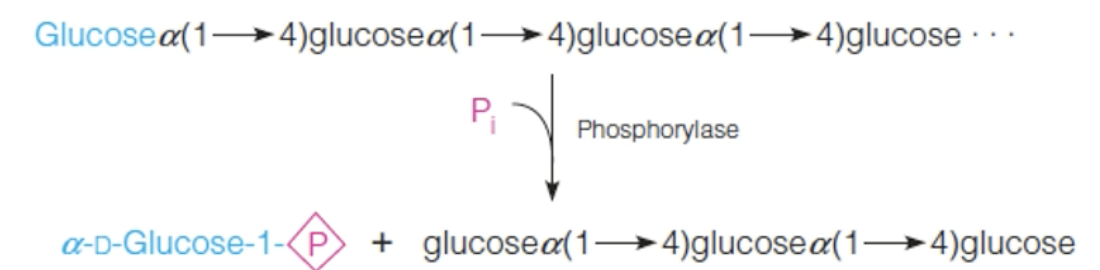 Glucoseα(1⟶4)glucoseα(1⟶4)glucoseα(1⟶4)glucose · · ·
Pi
Phosphorylase
α-D-Glucose-1-P + glucoseα(1⟶4)glucoseα(1⟶4)glucose